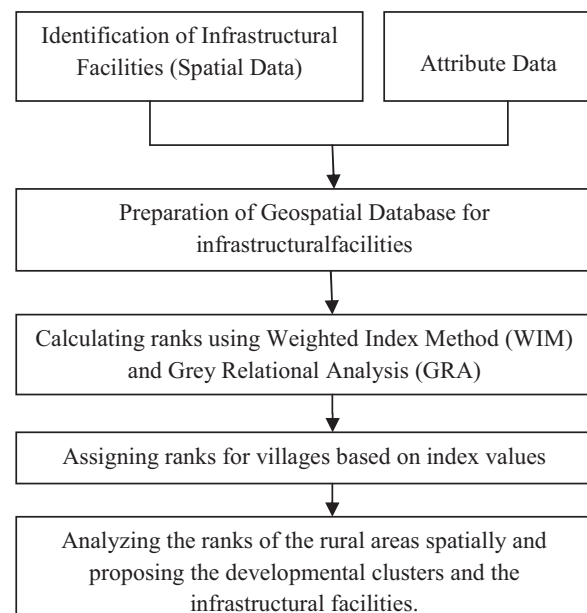 Identification of Infrastructural
Facilities (Spatial Data)
Attribute Data
Preparation of Geospatial Database for
infrastructuralfacilities
Calculating ranks using Weighted Index Method (WIM)
and Grey Relational Analysis (GRA)
Assigning ranks for villages based on index values
Analyzing the ranks of the rural areas spatially and
proposing the developmental clusters and the
infrastructural facilities.